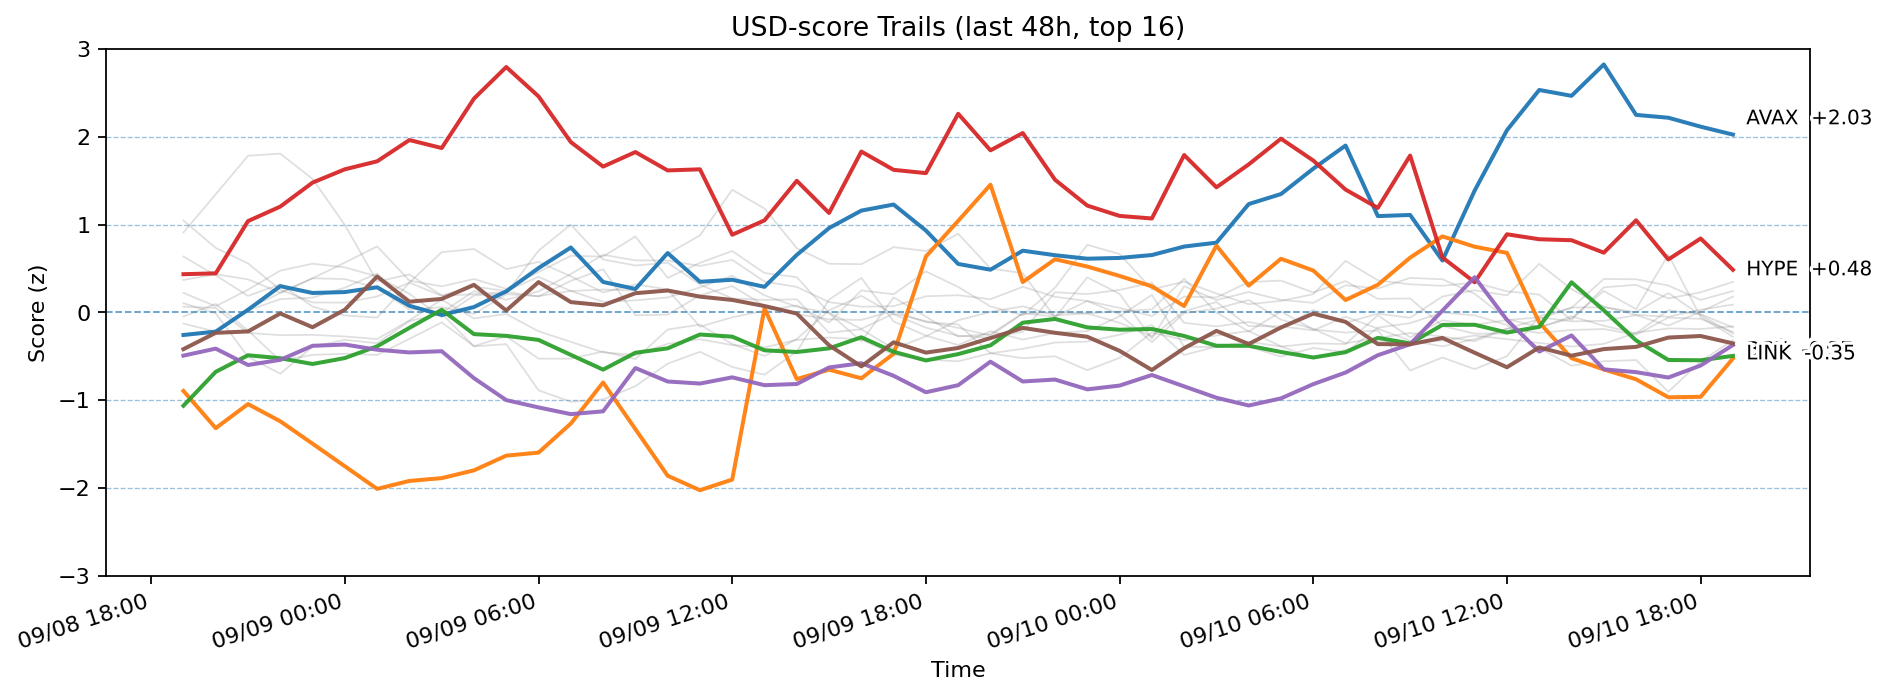 USD-score Trails (last 48h, top 16)
Score (z)
3
2
1
0
−1
−2
−3
AVAX +2.03
HYPE +0.48
LINK -0.35
09/08 18:00
09/09 00:00
09/09 06:00
09/09 12:00
09/09 18:00
09/10 00:00
09/10 06:00
09/10 12:00
09/10 18:00
Time